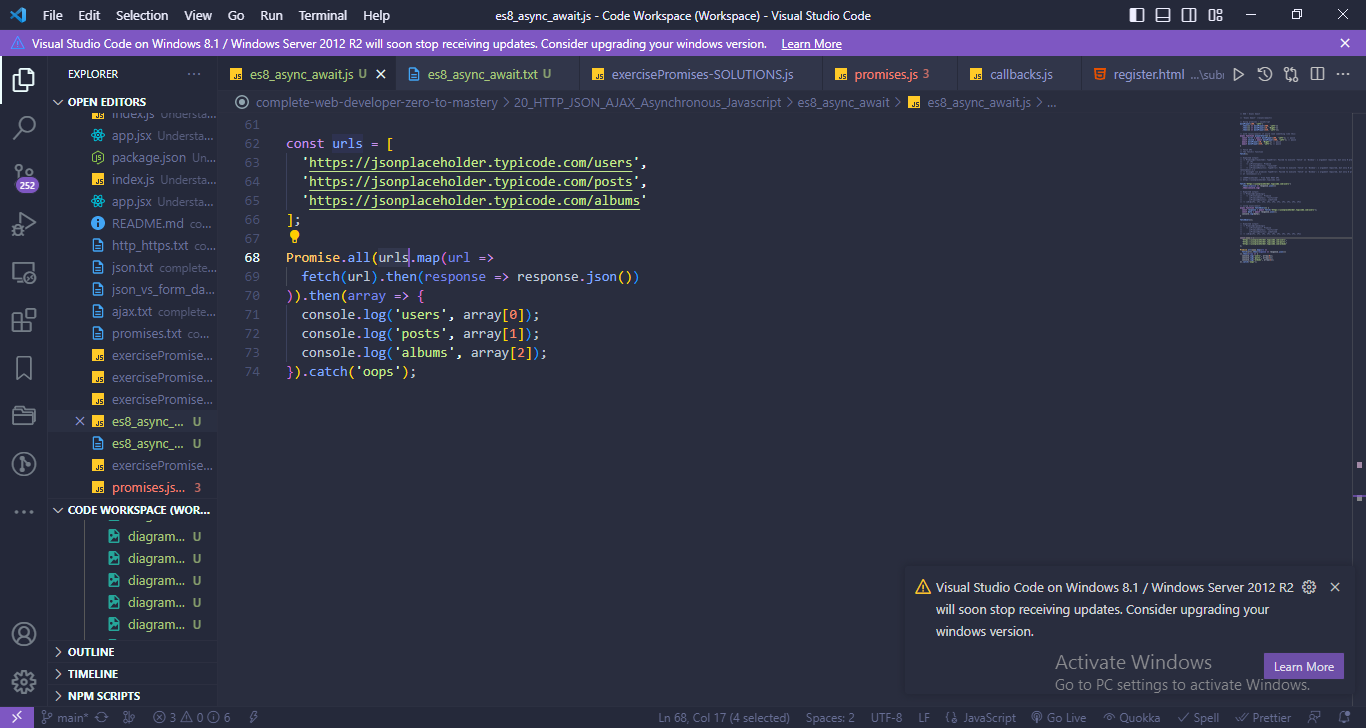 File Edit Selection View Go Run Terminal Help es8_async_await.js - Code Workspace (Workspace) - Visual Studio Code
Visual Studio Code on Windows 8.1 / Windows Server 2012 R2 will soon stop receiving updates. Consider upgrading your windows version. Learn More
EXPLORER
OPEN EDITORS
index.js Understa...
app.jsx Understa...
package.json Un...
index.js Understa...
app.jsx Understa...
README.md co...
http_https.txt co...
json.txt complete...
json_vs_form_da...
ajax.txt complete...
promises.txt co...
exercisePromise...
exercisePromise...
exercisePromise...
es8_async_... U
es8_async_... U
exercisePromise...
promises.js... 3
CODE WORKSPACE (WOR...
diagram... U
diagram... U
diagram... U
diagram... U
diagram... U
OUTLINE
TIMELINE
NPM SCRIPTS
252
es8_async_await.js U es8_async_await.txt U exercisePromises-SOLUTIONS.js promises.js 3 callbacks.js register.html ...\subi
complete-web-developer-zero-to-mastery > 20_HTTP_JSON_AJAX_Asynchronous_Javascript > es8_async_await > es8_async_await.js > ...
61
62 const urls = [
63 'https://jsonplaceholder.typicode.com/users',
64 'https://jsonplaceholder.typicode.com/posts',
65 'https://jsonplaceholder.typicode.com/albums'
66 ];
67
68 Promise.all(urls.map(url =>
69 fetch(url).then(response => response.json())
70 )).then(array => {
71 console.log('users', array[0]);
72 console.log('posts', array[1]);
73 console.log('albums', array[2]);
74 }).catch('oops');
Visual Studio Code on Windows 8.1 / Windows Server 2012 R2
will soon stop receiving updates. Consider upgrading your
windows version.
Learn More
Activate Windows
Go to PC settings to activate Windows.
main* 3 0 6 Ln 68, Col 17 (4 selected) Spaces: 2 UTF-8 LF JavaScript Go Live Quokka Spell Prettier